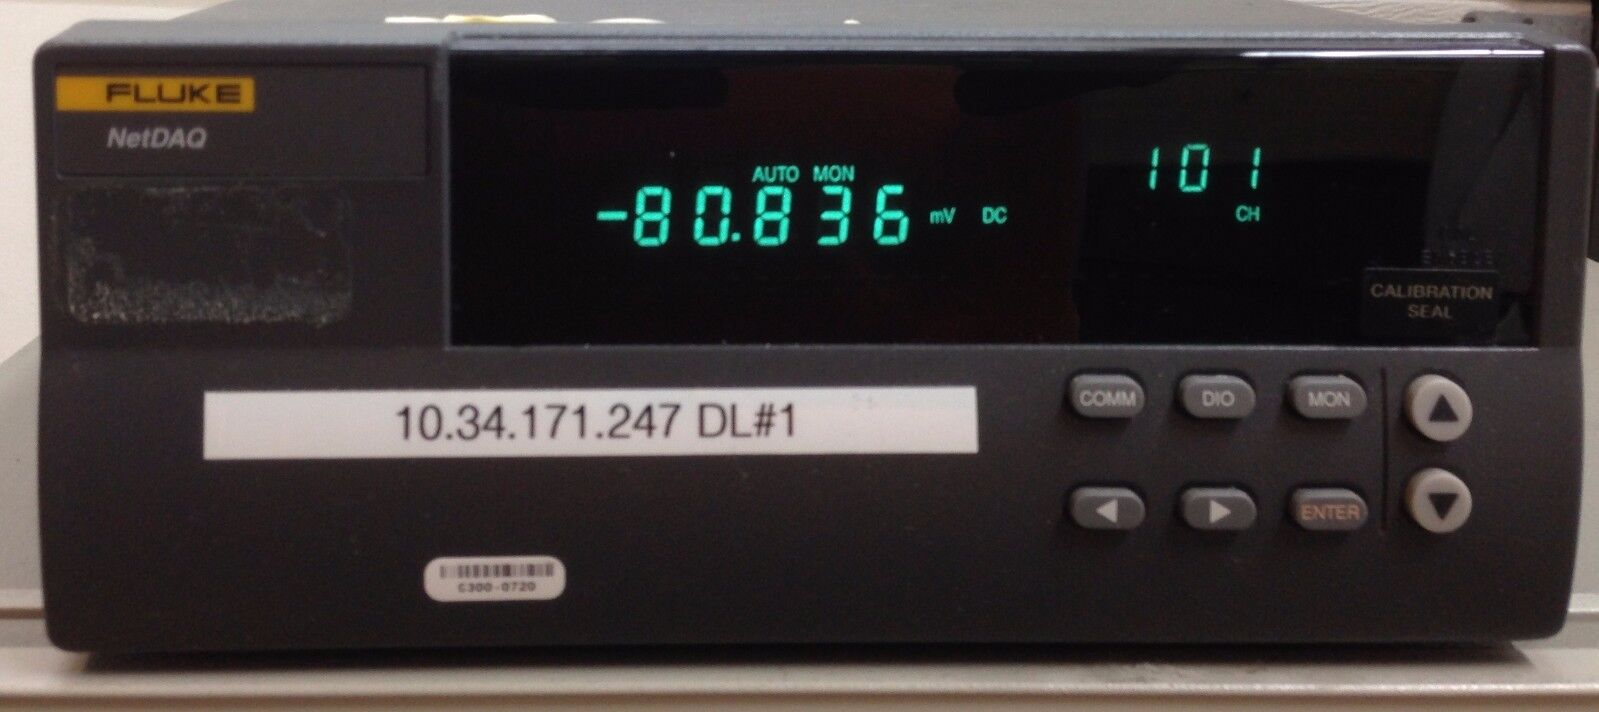 FLUKE
NetDAQ
AUTO MON
-80.836 mV DC
101
CH
CALIBRATION
SEAL
COMM DIO MON
ENTER
10.34.171.247 DL#1
C300-0720